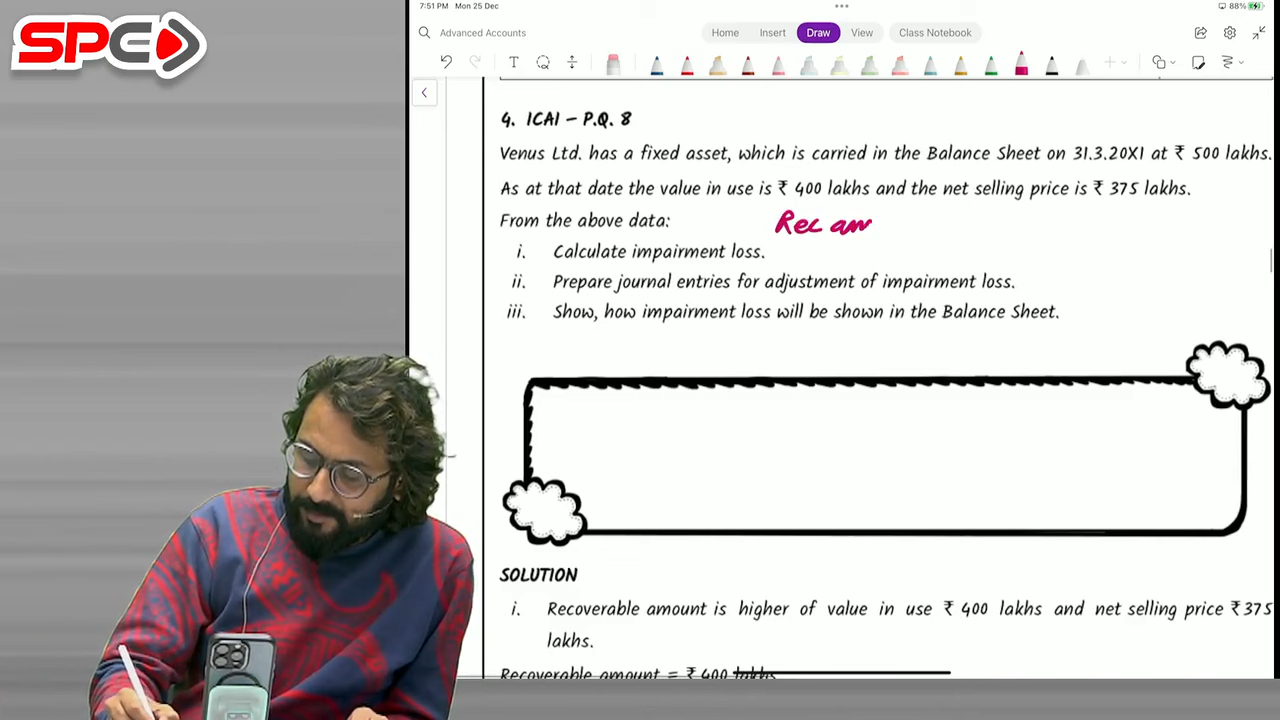 SPC
7:51 PM Mon 25 Dec
88%
Advanced Accounts
Home Insert Draw View Class Notebook
4. ICAI – P.Q. 8
Venus Ltd. has a fixed asset, which is carried in the Balance Sheet on 31.3.20X1 at ₹ 500 lakhs.
As at that date the value in use is ₹ 400 lakhs and the net selling price is ₹ 375 lakhs.
From the above data:
Rec am
i. Calculate impairment loss.
ii. Prepare journal entries for adjustment of impairment loss.
iii. Show, how impairment loss will be shown in the Balance Sheet.
SOLUTION
i. Recoverable amount is higher of value in use ₹ 400 lakhs and net selling price ₹ 375
lakhs.
Recoverable amount = ₹ 400 lakhs